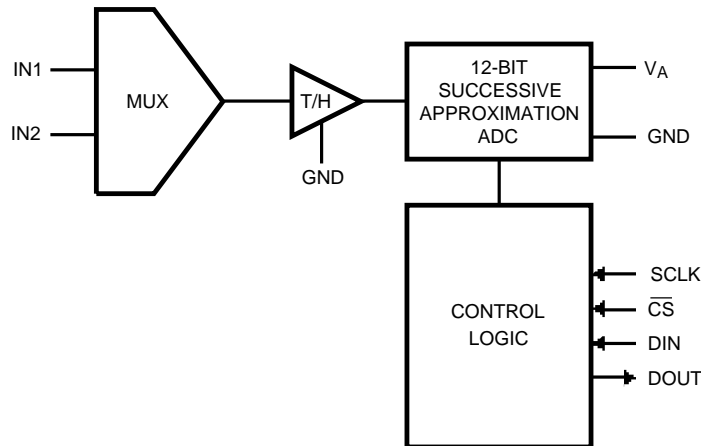 IN1
IN2
MUX
T/H
GND
12-BIT
SUCCESSIVE
APPROXIMATION
ADC
VA
GND
CONTROL
LOGIC
SCLK
CS
DIN
DOUT